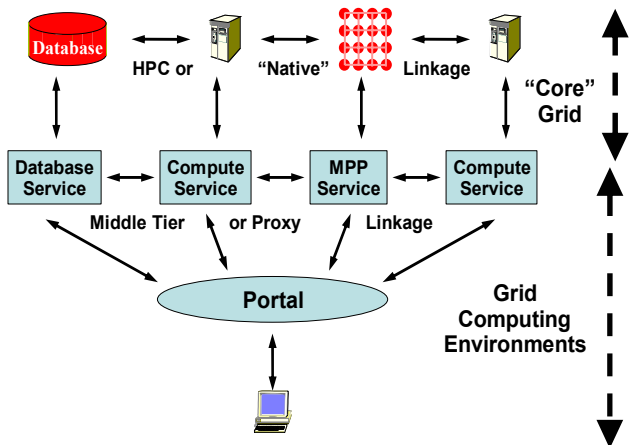 Database
HPC or
“Native”
Linkage
“Core”
Grid
Database
Service
Compute
Service
MPP
Service
Compute
Service
Middle Tier
or Proxy
Linkage
Portal
Grid
Computing
Environments